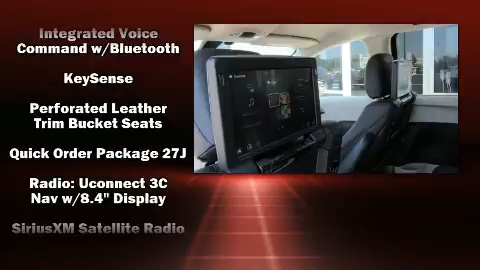 Integrated Voice
Command w/Bluetooth
KeySense
Perforated Leather
Trim Bucket Seats
Quick Order Package 27J
Radio: Uconnect 3C
Nav w/8.4" Display
SiriusXM Satellite Radio